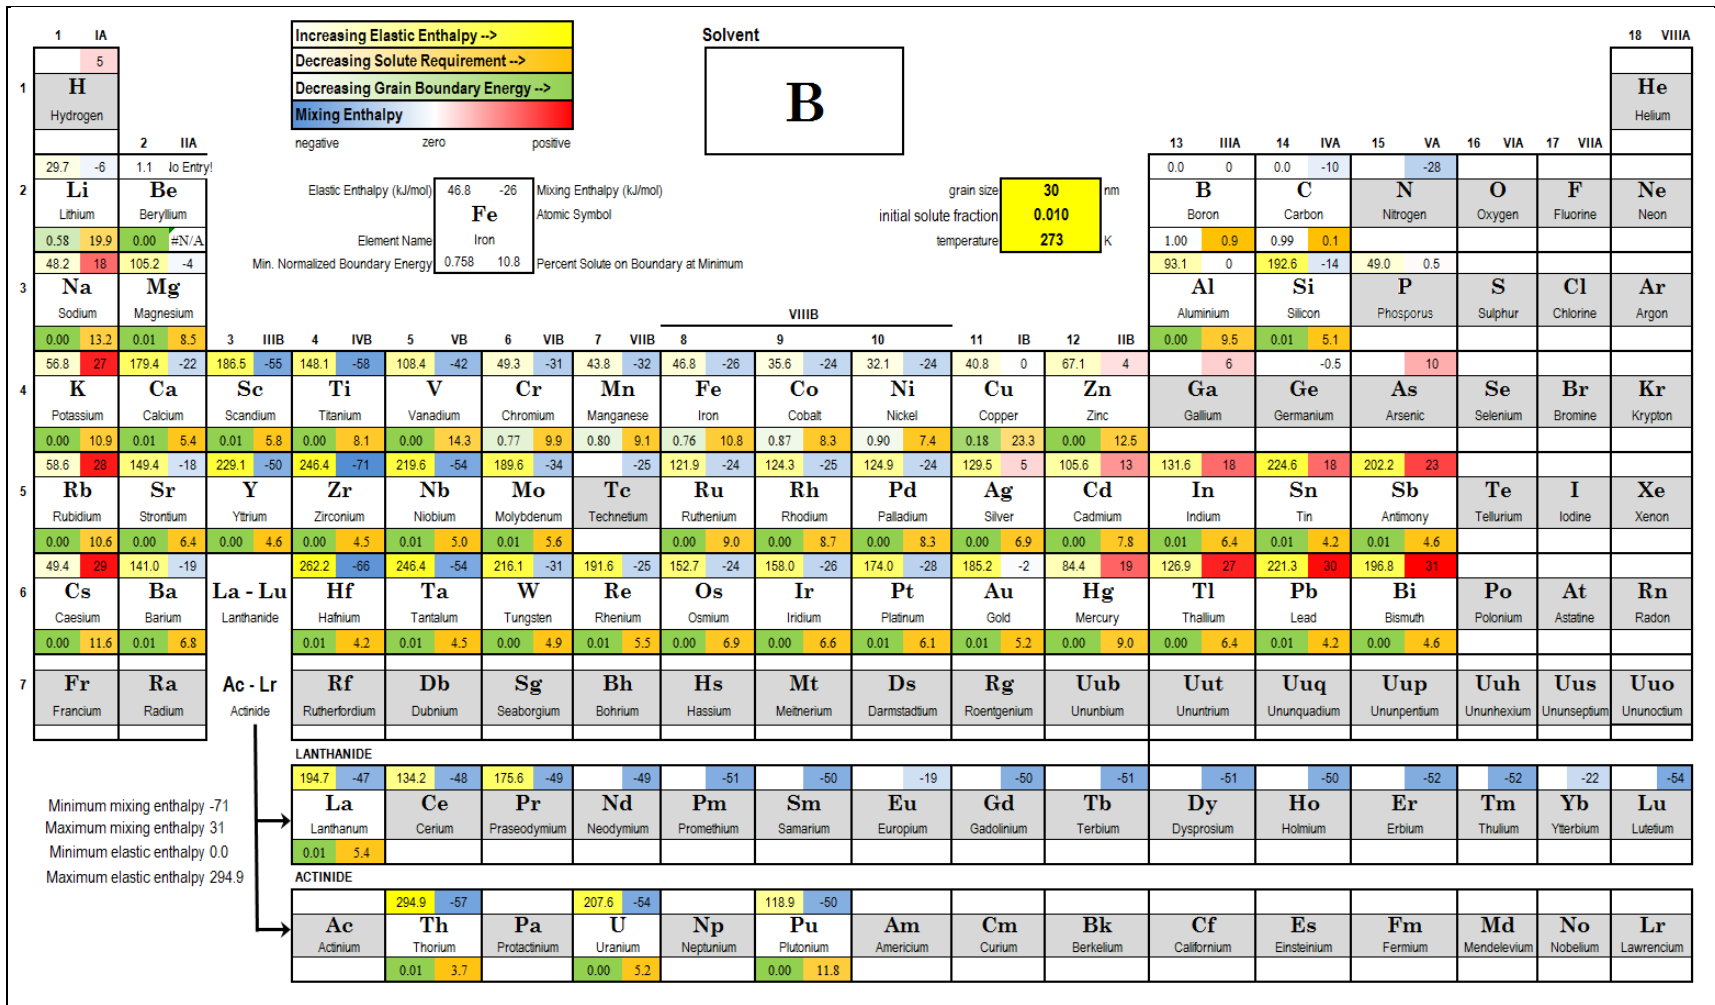 1 IA
Increasing Elastic Enthalpy -->
Solvent
18 VIIIA
5
Decreasing Solute Requirement -->
1 H He
Decreasing Grain Boundary Energy -->
B
Hydrogen Helium
Mixing Enthalpy
2 IIA
negative zero positive
13 IIIA 14 IVA 15 VA 16 VIA 17 VIIA
29.7 -6 1.1 lo Entry! 0.0 0 0.0 -10 -28
2 Li Be Elastic Enthalpy (kJ/mol) 46.8 -26 Mixing Enthalpy (kJ/mol) grain size 30 nm B C N O F Ne
Lithium Beryllium Fe Atomic Symbol initial solute fraction 0.010 Boron Carbon Nitrogen Oxygen Fluorine Neon
0.58 19.9 0.00 #N/A Element Name Iron temperature 273 K 1.00 0.9 0.99 0.1
48.2 18 105.2 -4 Min. Normalized Boundary Energy 0.758 10.8 Percent Solute on Boundary at Minimum 93.1 0 192.6 -14 49.0 0.5
3 Na Mg Al Si P S Cl Ar
Sodium Magnesium VIIIB Aluminium Silicon Phosporus Sulphur Chlorine Argon
0.00 13.2 0.01 8.5 3 IIIB 4 IVB 5 VB 6 VIB 7 VIIB 8 9 10 11 IB 12 IIB 0.00 9.5 0.01 5.1
56.8 27 179.4 -22 186.5 -55 148.1 -58 108.4 -42 49.3 -31 43.8 -32 46.8 -26 35.6 -24 32.1 -24 40.8 0 67.1 4 6 -0.5 10
4 K Ca Sc Ti V Cr Mn Fe Co Ni Cu Zn Ga Ge As Se Br Kr
Potassium Calcium Scandium Titanium Vanadium Chromium Manganese Iron Cobalt Nickel Copper Zinc Gallium Germanium Arsenic Selenium Bromine Krypton
0.00 10.9 0.01 5.4 0.01 5.8 0.00 8.1 0.00 14.3 0.77 9.9 0.80 9.1 0.76 10.8 0.87 8.3 0.90 7.4 0.18 23.3 0.00 12.5
58.6 28 149.4 -18 229.1 -50 246.4 -71 219.6 -54 189.6 -34 -25 121.9 -24 124.3 -25 124.9 -24 129.5 5 105.6 13 131.6 18 224.6 18 202.2 23
5 Rb Sr Y Zr Nb Mo Tc Ru Rh Pd Ag Cd In Sn Sb Te I Xe
Rubidium Strontium Yttrium Zirconium Niobium Molybdenum Technetium Ruthenium Rhodium Palladium Silver Cadmium Indium Tin Antimony Tellurium Iodine Xenon
0.00 10.6 0.00 6.4 0.00 4.6 0.00 4.5 0.01 5.0 0.01 5.6 0.00 9.0 0.00 8.7 0.00 8.3 0.00 6.9 0.00 7.8 0.01 6.4 0.01 4.2 0.01 4.6
49.4 29 141.0 -19 262.2 -66 246.4 -54 216.1 -31 191.6 -25 152.7 -24 158.0 -26 174.0 -28 185.2 -2 84.4 19 126.9 27 221.3 30 196.8 31
6 Cs Ba La - Lu Hf Ta W Re Os Ir Pt Au Hg Tl Pb Bi Po At Rn
Caesium Barium Lanthanide Hafnium Tantalum Tungsten Rhenium Osmium Iridium Platinum Gold Mercury Thallium Lead Bismuth Polonium Astatine Radon
0.00 11.6 0.01 6.8 0.01 4.2 0.01 4.5 0.00 4.9 0.01 5.5 0.00 6.9 0.00 6.6 0.01 6.1 0.01 5.2 0.00 9.0 0.00 6.4 0.01 4.2 0.00 4.6
7 Fr Ra Ac - Lr Rf Db Sg Bh Hs Mt Ds Rg Uub Uut Uuq Uup Uuh Uus Uuo
Francium Radium Actinide Rutherfordium Dubnium Seaborgium Bohrium Hassium Meitnerium Darmstadtium Roentgenium Ununbium Ununtrium Ununquadium Ununpentium Ununhexium Ununseptium Ununoctium
LANTHANIDE
194.7 -47 134.2 -48 175.6 -49 -49 -51 -50 -19 -50 -51 -51 -50 -52 -52 -22 -54
Minimum mixing enthalpy -71 La Ce Pr Nd Pm Sm Eu Gd Tb Dy Ho Er Tm Yb Lu
Maximum mixing enthalpy 31 Lanthanum Cerium Praseodymium Neodymium Promethium Samarium Europium Gadolinium Terbium Dysprosium Holmium Erbium Thulium Ytterbium Lutetium
Minimum elastic enthalpy 0.0 0.01 5.4
Maximum elastic enthalpy 294.9 ACTINIDE
294.9 -57 207.6 -54 118.9 -50
Ac Th Pa U Np Pu Am Cm Bk Cf Es Fm Md No Lr
Actinium Thorium Protactinium Uranium Neptunium Plutonium Americium Curium Berkelium Californium Einsteinium Fermium Mendelevium Nobelium Lawrencium
0.01 3.7 0.00 5.2 0.00 11.8